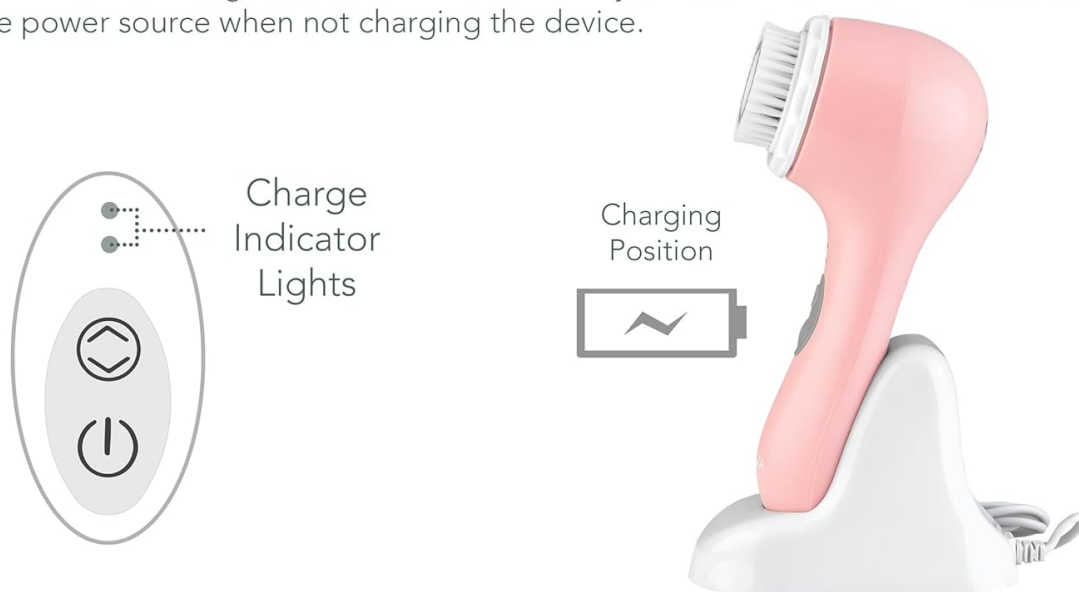 e power source when not charging the device.
Charge
Indicator
Lights
Charging
Position